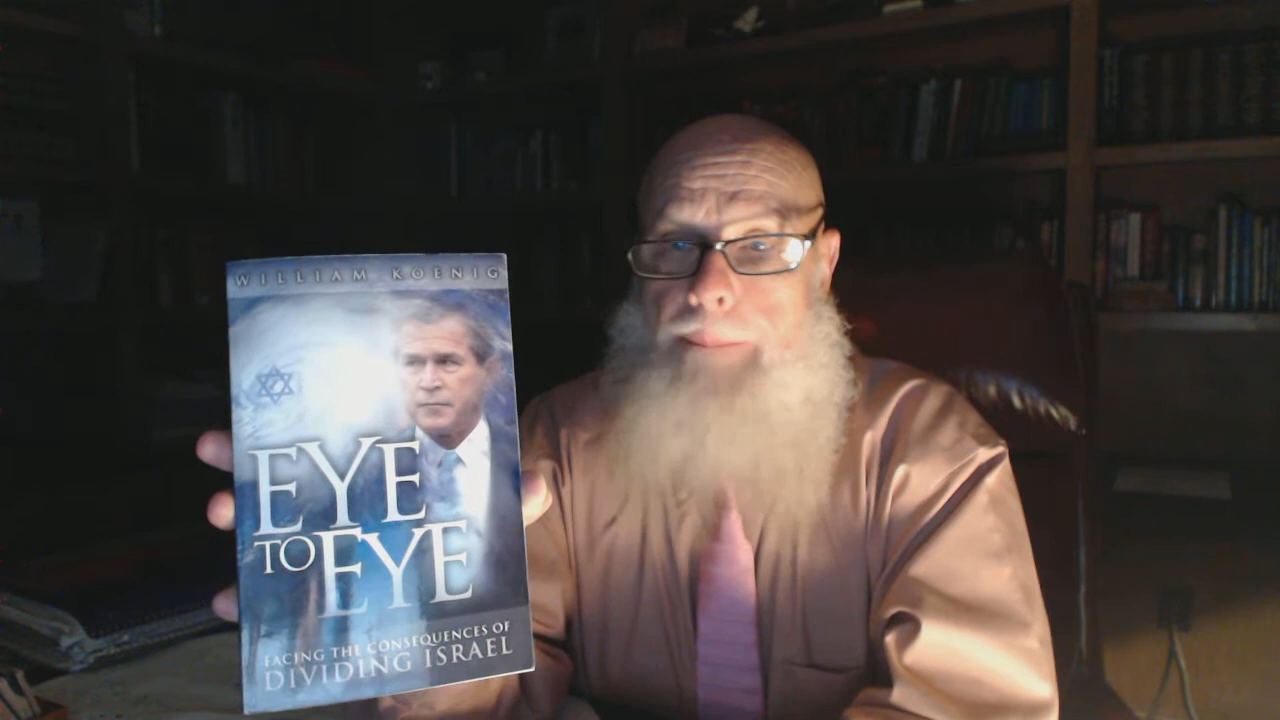 WILLIAM KOENIG
EYE
TO EYE
FACING THE CONSEQUENCES OF
DIVIDING ISRAEL